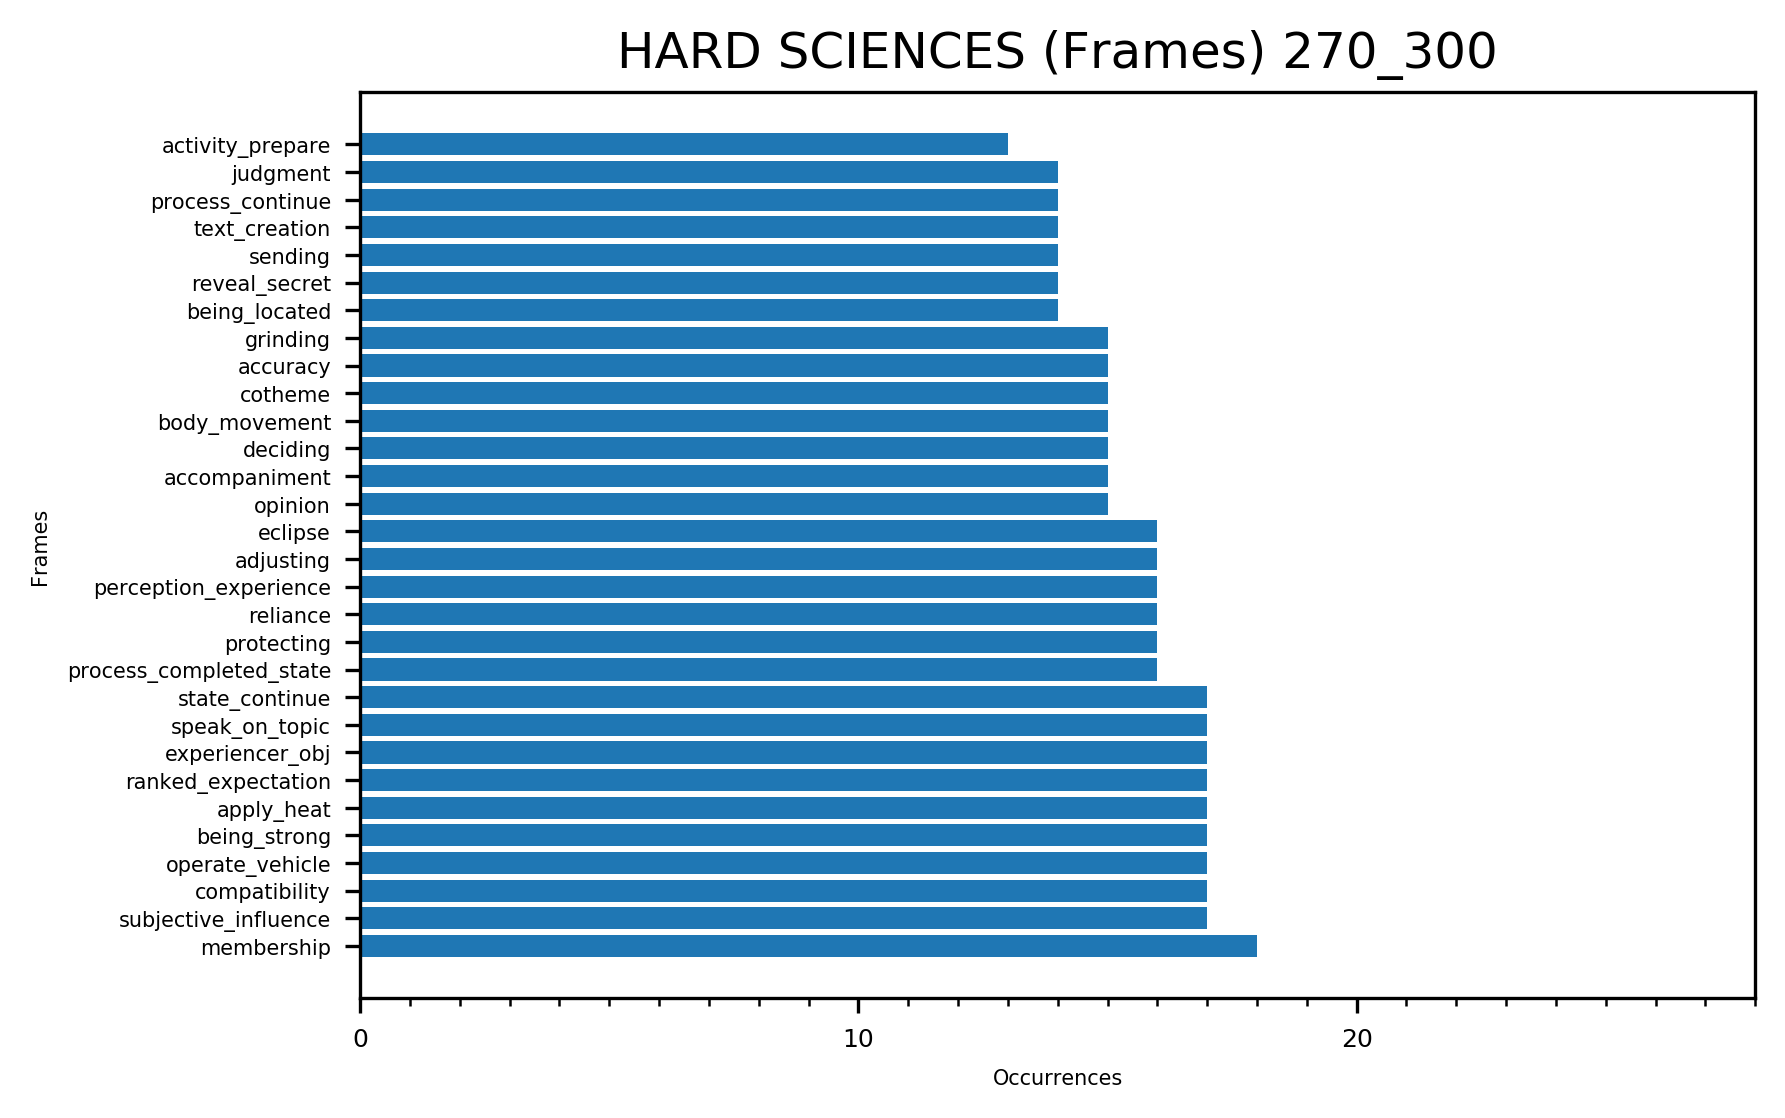 HARD SCIENCES (Frames) 270_300
activity_prepare
judgment
process_continue
text_creation
sending
reveal_secret
being_located
grinding
accuracy
cotheme
body_movement
deciding
accompaniment
opinion
eclipse
adjusting
perception_experience
reliance
protecting
process_completed_state
state_continue
speak_on_topic
experiencer_obj
ranked_expectation
apply_heat
being_strong
operate_vehicle
compatibility
subjective_influence
membership
Frames
0 10 20
Occurrences